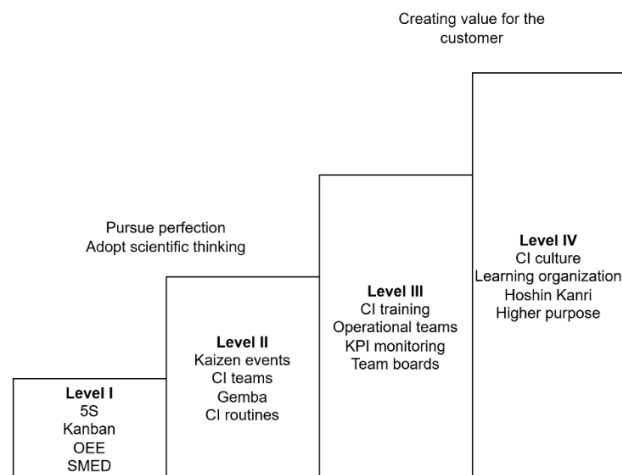 Creating value for the
customer
Pursue perfection
Adopt scientific thinking
Level I
5S
Kanban
OEE
SMED
Level II
Kaizen events
CI teams
Gemba
CI routines
Level III
CI training
Operational teams
KPI monitoring
Team boards
Level IV
CI culture
Learning organization
Hoshin Kanri
Higher purpose